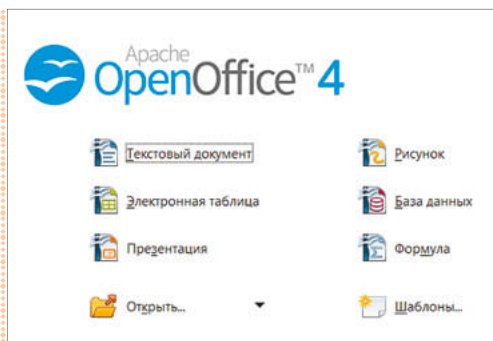 Apache
OpenOffice™ 4
Текстовый документ
Рисунок
Электронная таблица
База данных
Презентация
Формула
Открыть...
Шаблоны...